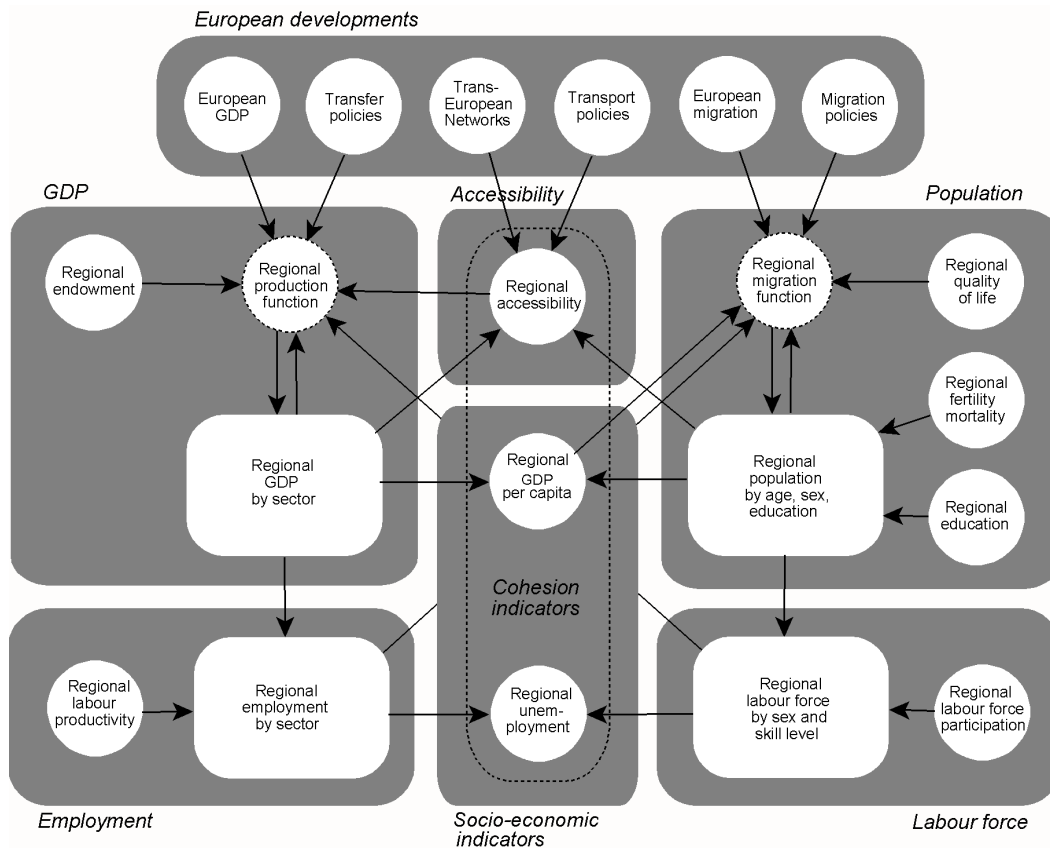 European developments
European
GDP
Transfer
policies
Trans-
European
Networks
Transport
policies
European
migration
Migration
policies
GDP
Accessibility
Population
Regional
endowment
Regional
production
function
Regional
accessibility
Regional
migration
function
Regional
quality
of life
Regional
fertility
mortality
Regional
GDP
by sector
Regional
GDP
per capita
Regional
population
by age, sex,
education
Regional
education
Cohesion
indicators
Regional
labour
productivity
Regional
employment
by sector
Regional
unem-
ployment
Regional
labour force
by sex and
skill level
Regional
labour force
participation
Employment
Socio-economic
indicators
Labour force